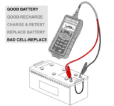 GOOD BATTERY
GOOD-RECHARGE
CHARGE & RETEST
REPLACE BATTERY
BAD CELL-REPLACE